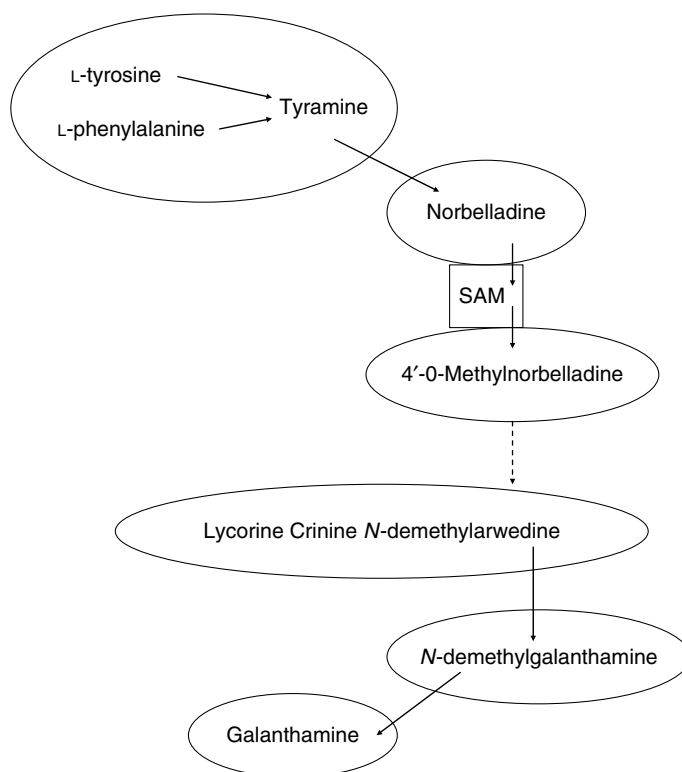 L-tyrosine
Tyramine
L-phenylalanine
Norbelladine
SAM
4′-0-Methylnorbelladine
Lycorine Crinine N-demethylarwedine
N-demethylgalanthamine
Galanthamine